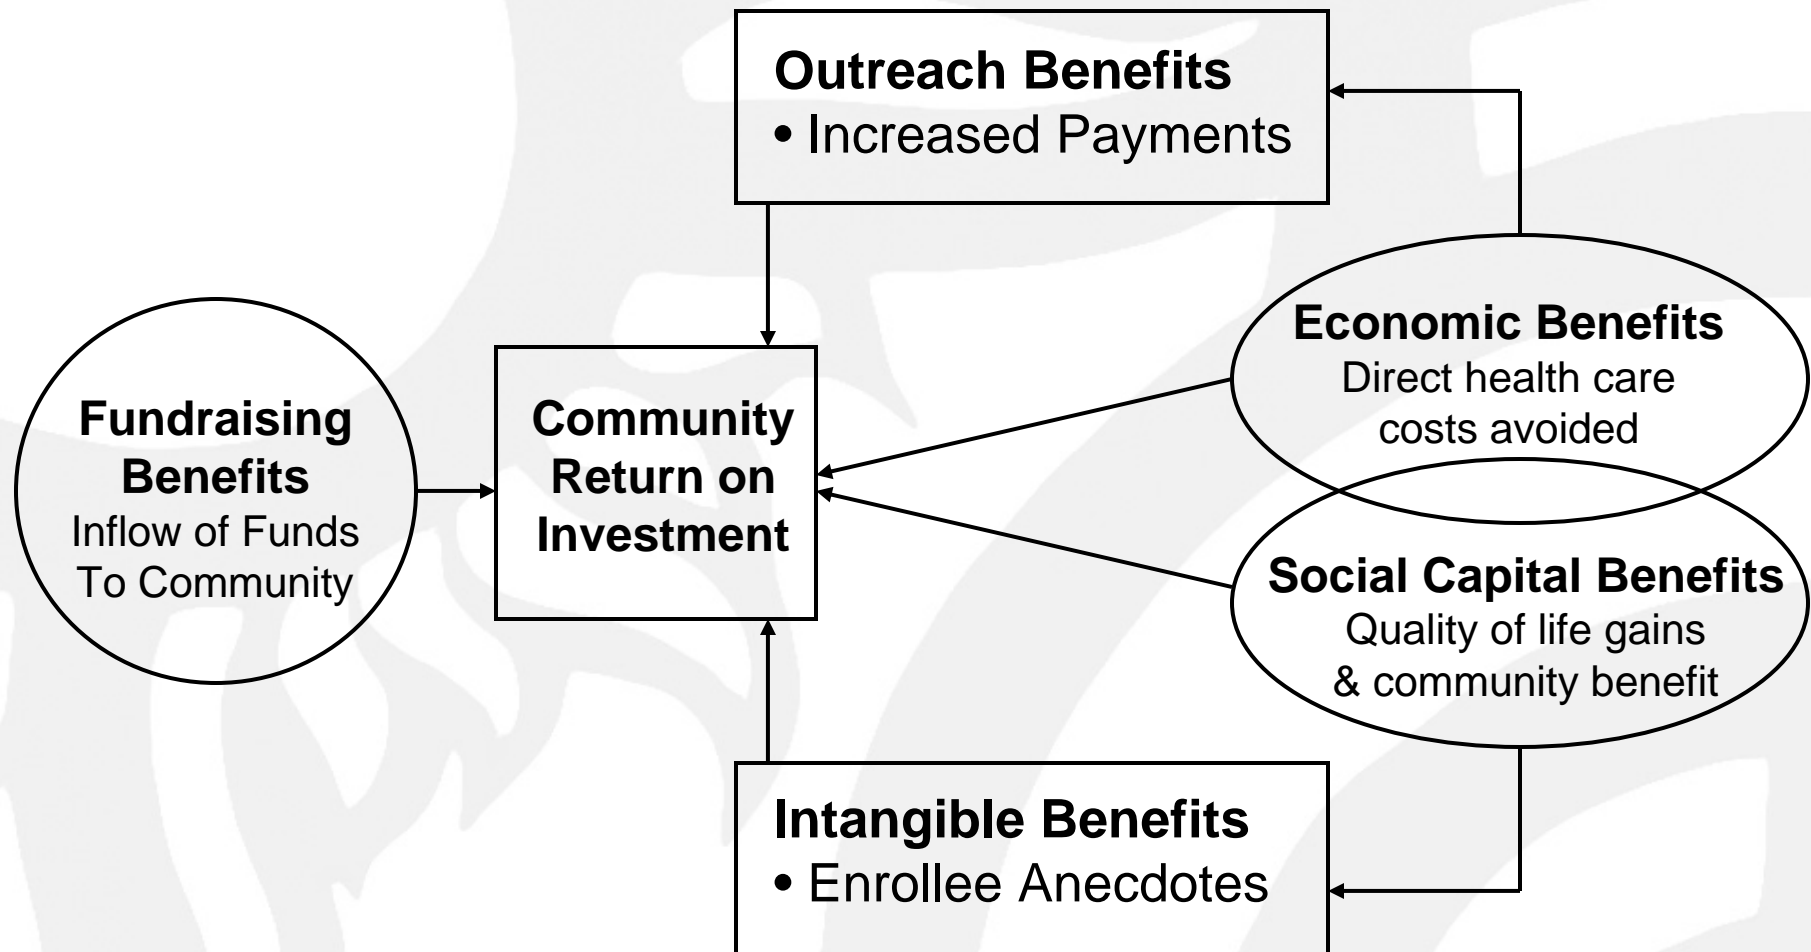 Outreach Benefits
• Increased Payments
Economic Benefits
Direct health care
costs avoided
Fundraising
Benefits
Inflow of Funds
To Community
Community
Return on
Investment
Social Capital Benefits
Quality of life gains
& community benefit
Intangible Benefits
• Enrollee Anecdotes